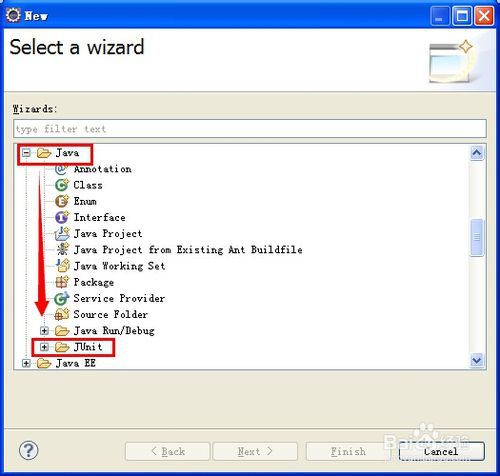 New
Select a wizard
Wizards:
type filter text
Java
Annotation
Class
Enum
Interface
Java Project
Java Project from Existing Ant Buildfile
Java Working Set
Package
Service Provider
Source Folder
Java Run/Debug
JUnit
Java EE
< Back
Next >
Finish
Cancel